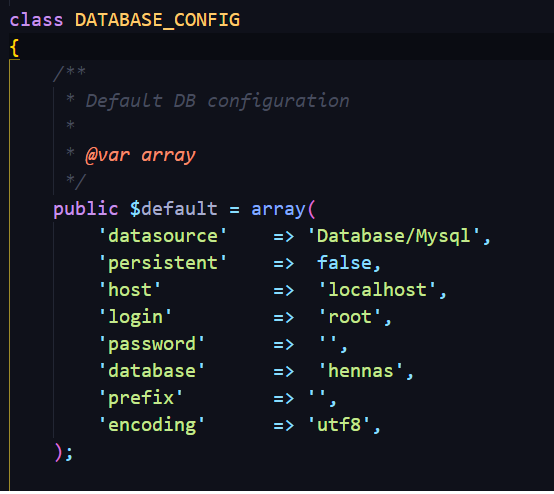 class DATABASE_CONFIG
{
    /**
     * Default DB configuration
     *
     * @var array
     */
    public $default = array(
        'datasource'    => 'Database/Mysql',
        'persistent'    =>  false,
        'host'          =>  'localhost',
        'login'         =>  'root',
        'password'      =>  '',
        'database'      =>  'hennas',
        'prefix'        => '',
        'encoding'      => 'utf8',
    );